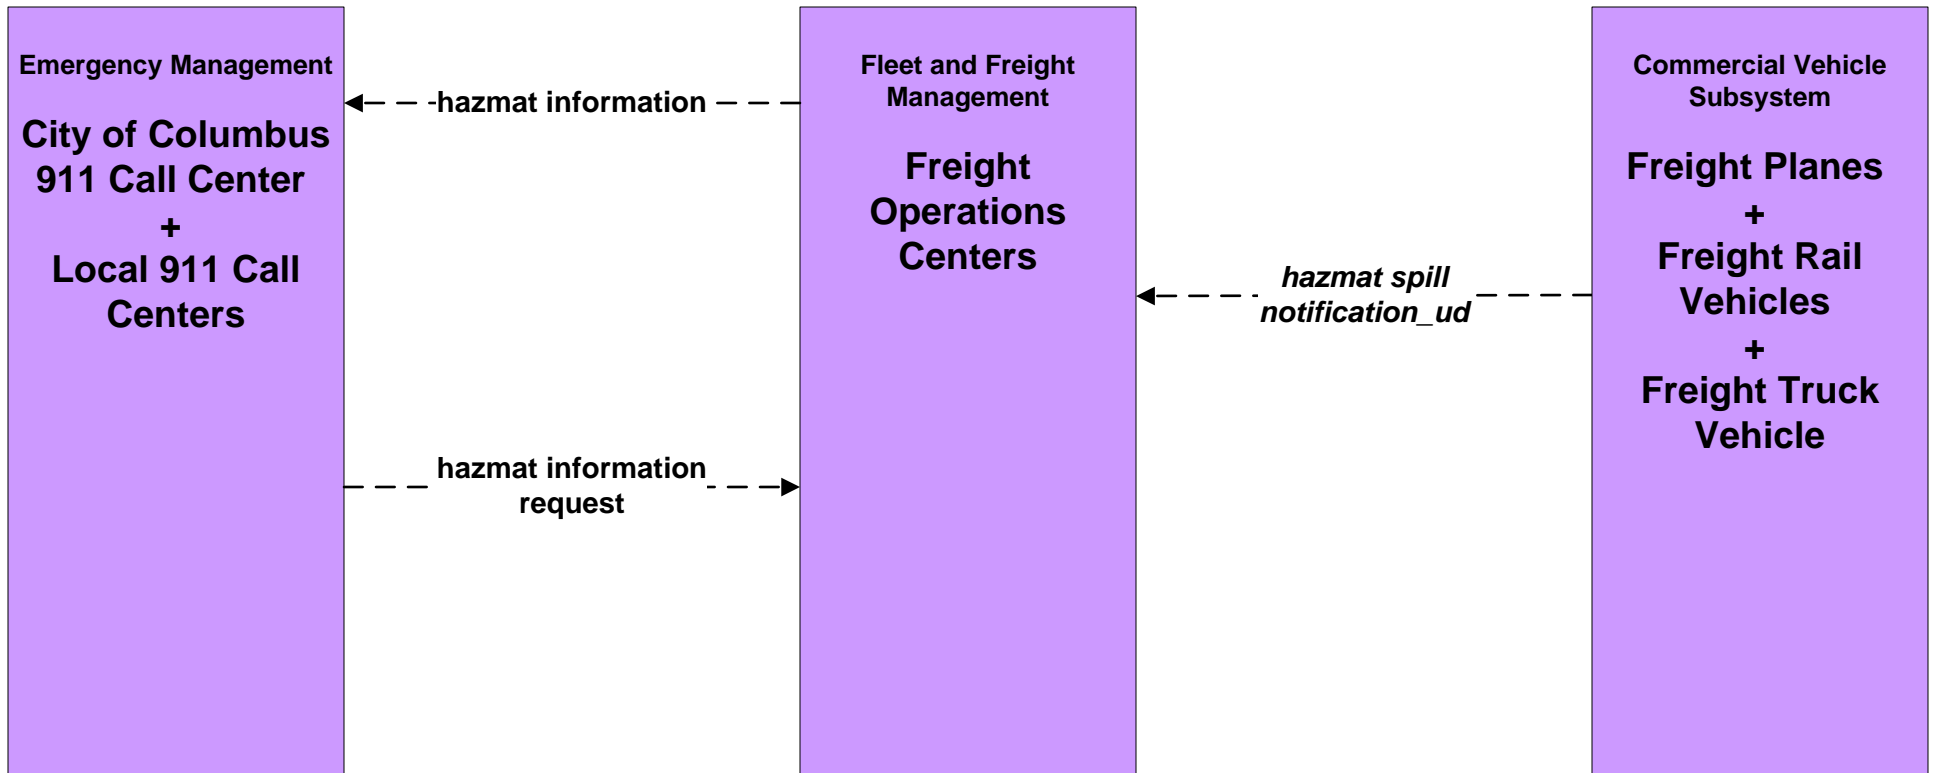 Emergency Management
City of Columbus
911 Call Center
+
Local 911 Call
Centers
hazmat information
hazmat information
request
Fleet and Freight
Management
Freight
Operations
Centers
hazmat spill
notification_ud
Commercial Vehicle
Subsystem
Freight Planes
+
Freight Rail
Vehicles
+
Freight Truck
Vehicle